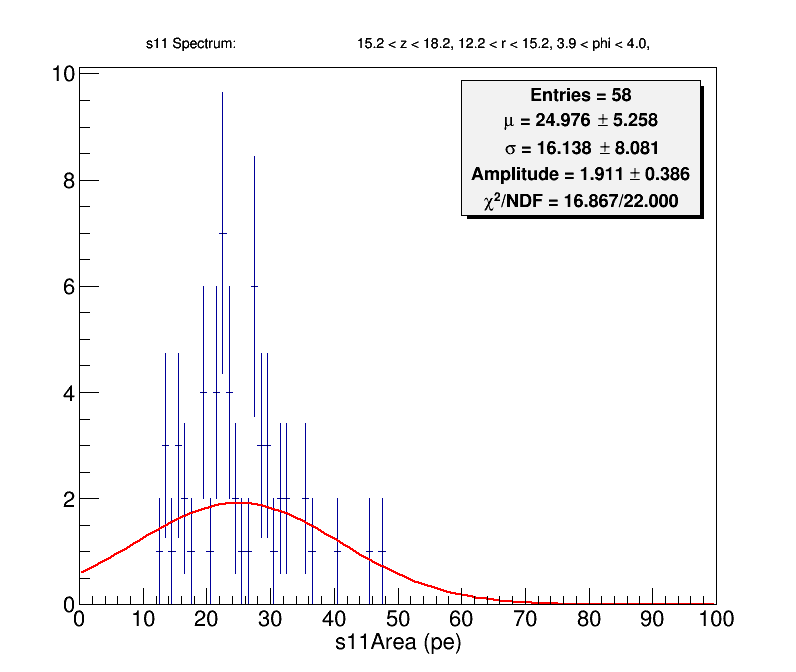 s11 Spectrum: 15.2 < z < 18.2, 12.2 < r < 15.2, 3.9 < phi < 4.0,
Entries = 58
μ = 24.976 ± 5.258
σ = 16.138 ± 8.081
Amplitude = 1.911 ± 0.386
χ²/NDF = 16.867/22.000
10
8
6
4
2
0
0 10 20 30 40 50 60 70 80 90 100
s11Area (pe)